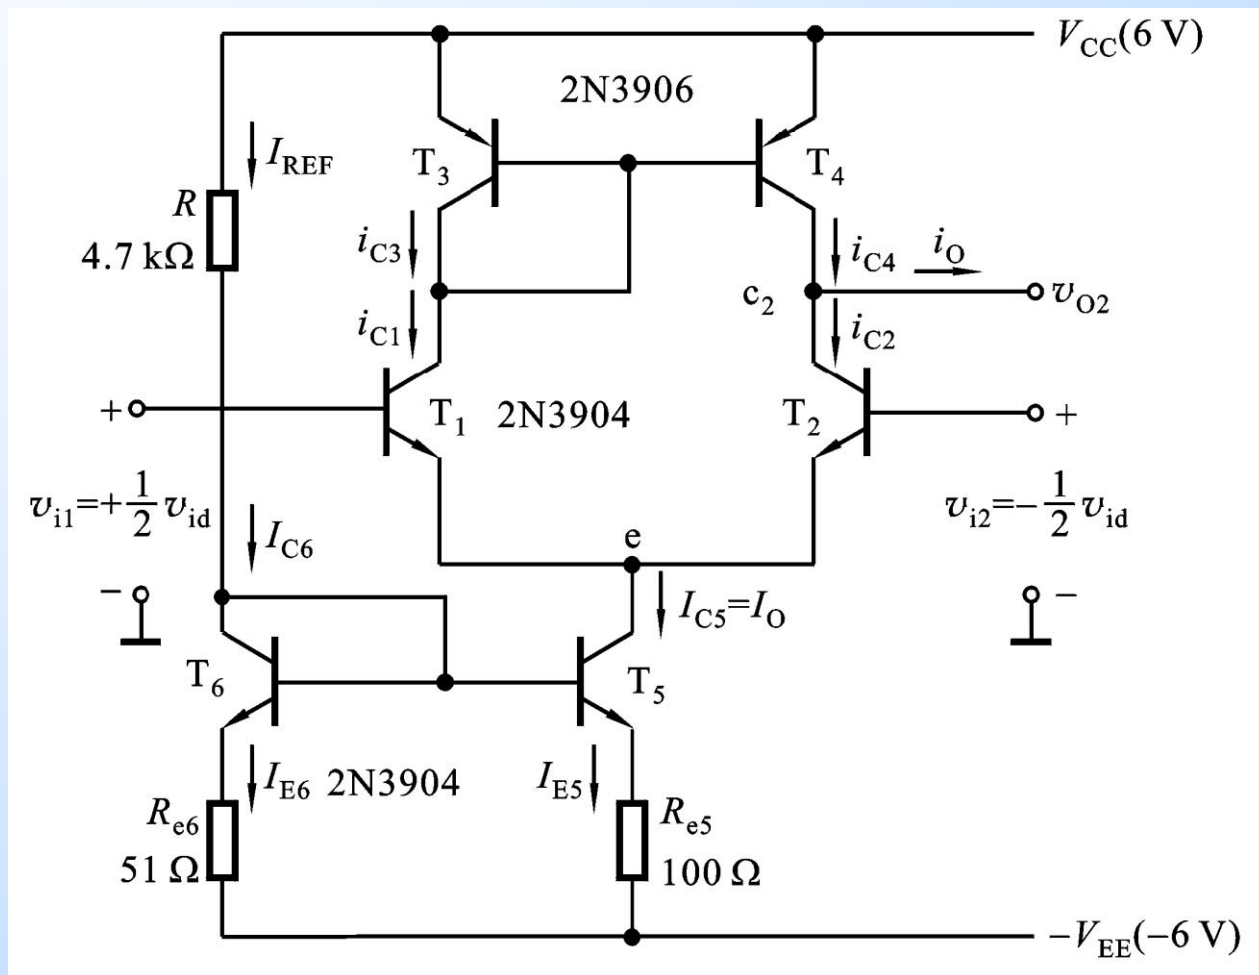 V_CC(6 V)
2N3906
I_REF
T_3
T_4
R
4.7 kΩ
i_C3
i_C4
i_O
c_2
v_O2
i_C1
i_C2
+
T_1
2N3904
T_2
+
v_i1=+1/2 v_id
v_i2=-1/2 v_id
I_C6
e
−
I_C5=I_O
−
T_6
T_5
I_E6
2N3904
I_E5
R_e6
51 Ω
R_e5
100 Ω
−V_EE(−6 V)